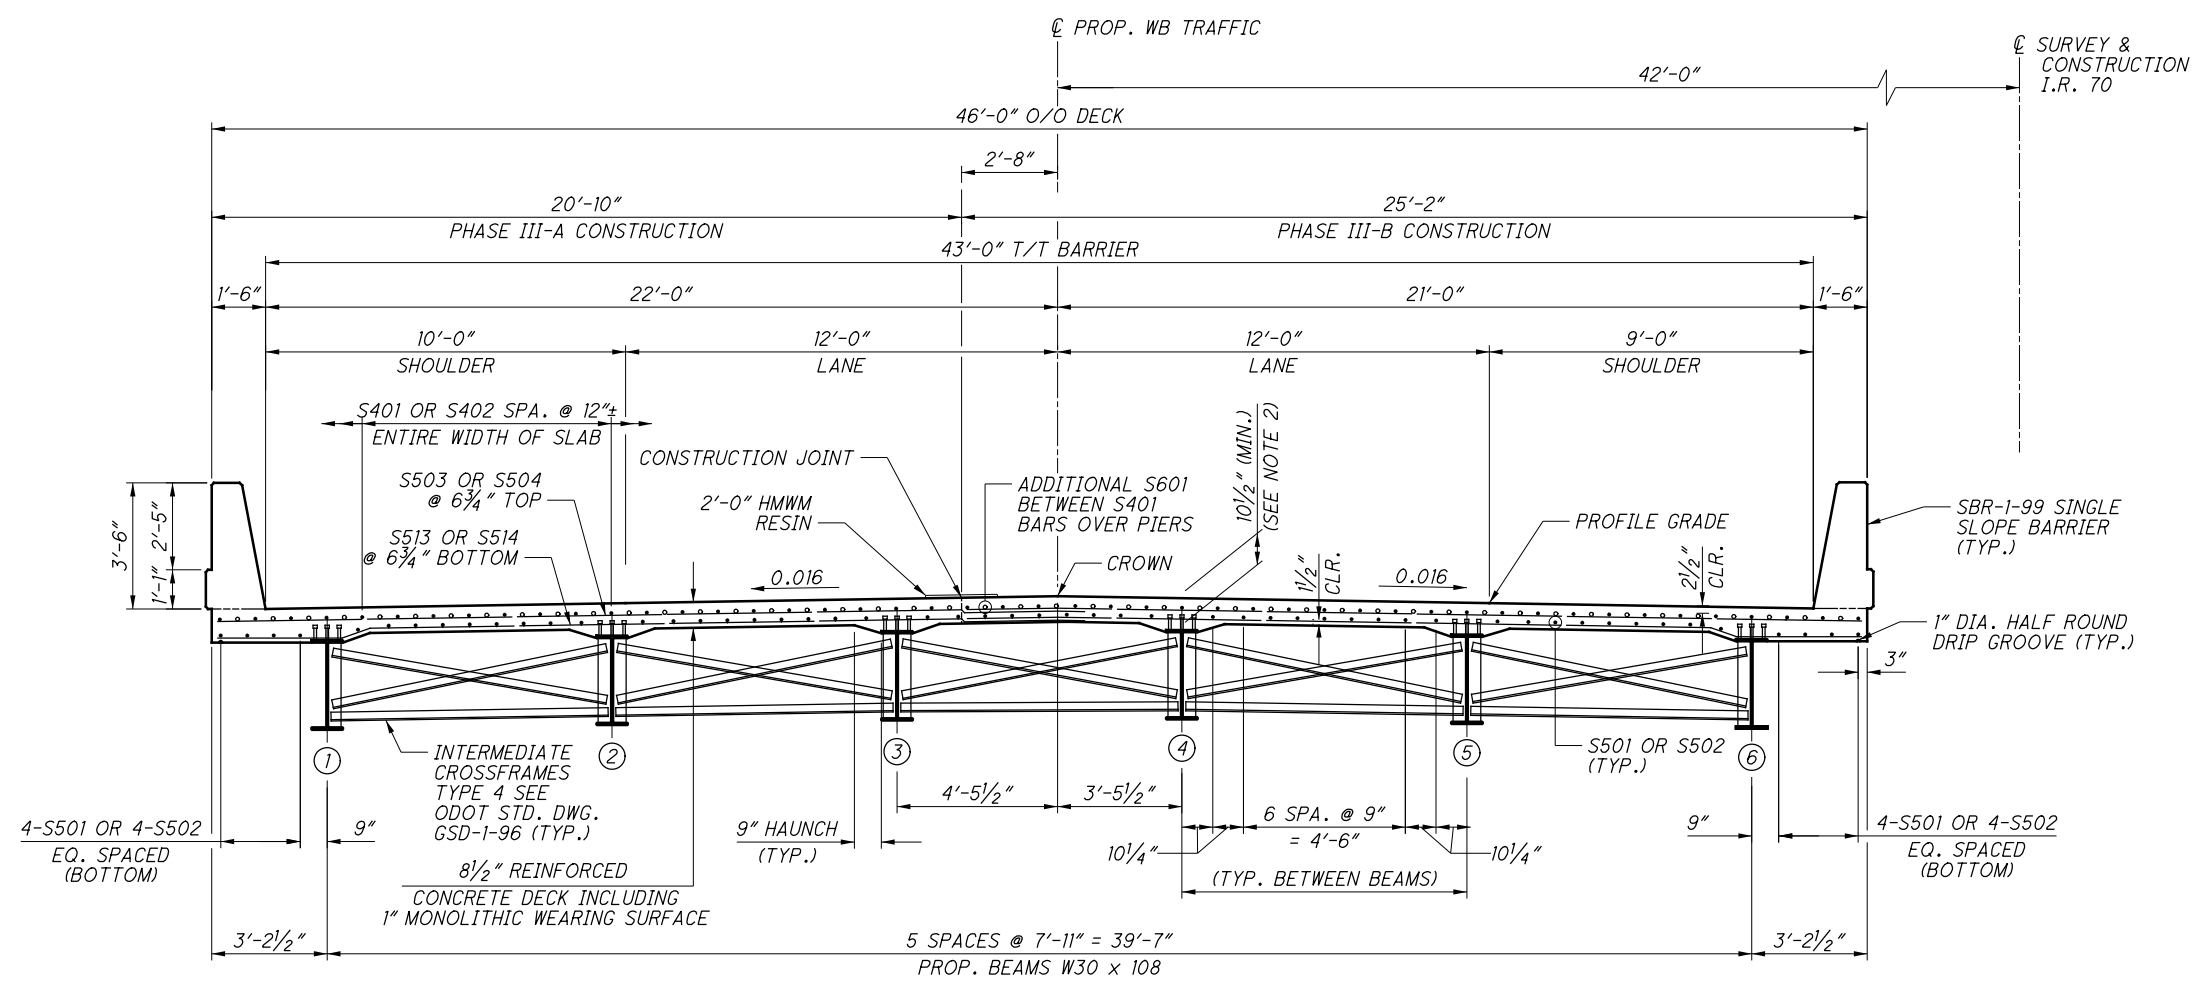 ℄ PROP. WB TRAFFIC
℄ SURVEY &
CONSTRUCTION
I.R. 70
42'-0"
46'-0" O/O DECK
2'-8"
20'-10"
25'-2"
PHASE III-A CONSTRUCTION
PHASE III-B CONSTRUCTION
43'-0" T/T BARRIER
1'-6"
22'-0"
21'-0"
1'-6"
10'-0"
12'-0"
12'-0"
9'-0"
SHOULDER
LANE
LANE
SHOULDER
S401 OR S402 SPA. @ 12"±
ENTIRE WIDTH OF SLAB
CONSTRUCTION JOINT
S503 OR S504
@ 6¾" TOP
2'-0" HMWM
RESIN
S513 OR S514
@ 6¾" BOTTOM
ADDITIONAL S601
BETWEEN S401
BARS OVER PIERS
10½" (MIN.)
(SEE NOTE 2)
PROFILE GRADE
SBR-1-99 SINGLE
SLOPE BARRIER
(TYP.)
3'-6"
2'-5"
1'-1"
0.016
CROWN
1½"
CLR.
0.016
2½"
CLR.
1" DIA. HALF ROUND
DRIP GROOVE (TYP.)
3"
1
2
3
4
5
6
INTERMEDIATE
CROSSFRAMES
TYPE 4 SEE
ODOT STD. DWG.
GSD-1-96 (TYP.)
S501 OR S502
(TYP.)
4'-5½"
3'-5½"
4-S501 OR 4-S502
EQ. SPACED
(BOTTOM)
9"
9" HAUNCH
(TYP.)
6 SPA. @ 9"
= 4'-6"
10¼"
10¼"
(TYP. BETWEEN BEAMS)
9"
4-S501 OR 4-S502
EQ. SPACED
(BOTTOM)
8½" REINFORCED
CONCRETE DECK INCLUDING
1" MONOLITHIC WEARING SURFACE
3'-2½"
5 SPACES @ 7'-11" = 39'-7"
3'-2½"
PROP. BEAMS W30 x 108